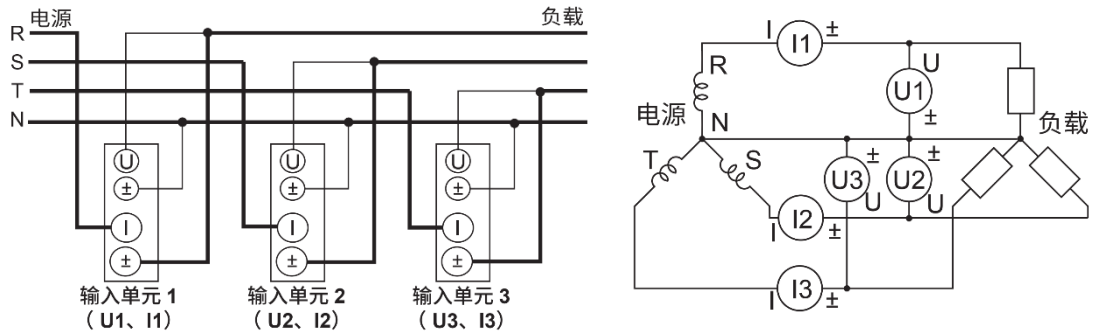 电源 负载
R
S
T
N
U U U
± ± ±
I I I
± ± ±
输入单元 1 输入单元 2 输入单元 3
( U1、I1) ( U2、I2) ( U3、I3)
I I1 ±
R U
U1
电源 N ± 负载
T S ± ±
U3 U2
U U
I I2 ±
I I3 ±